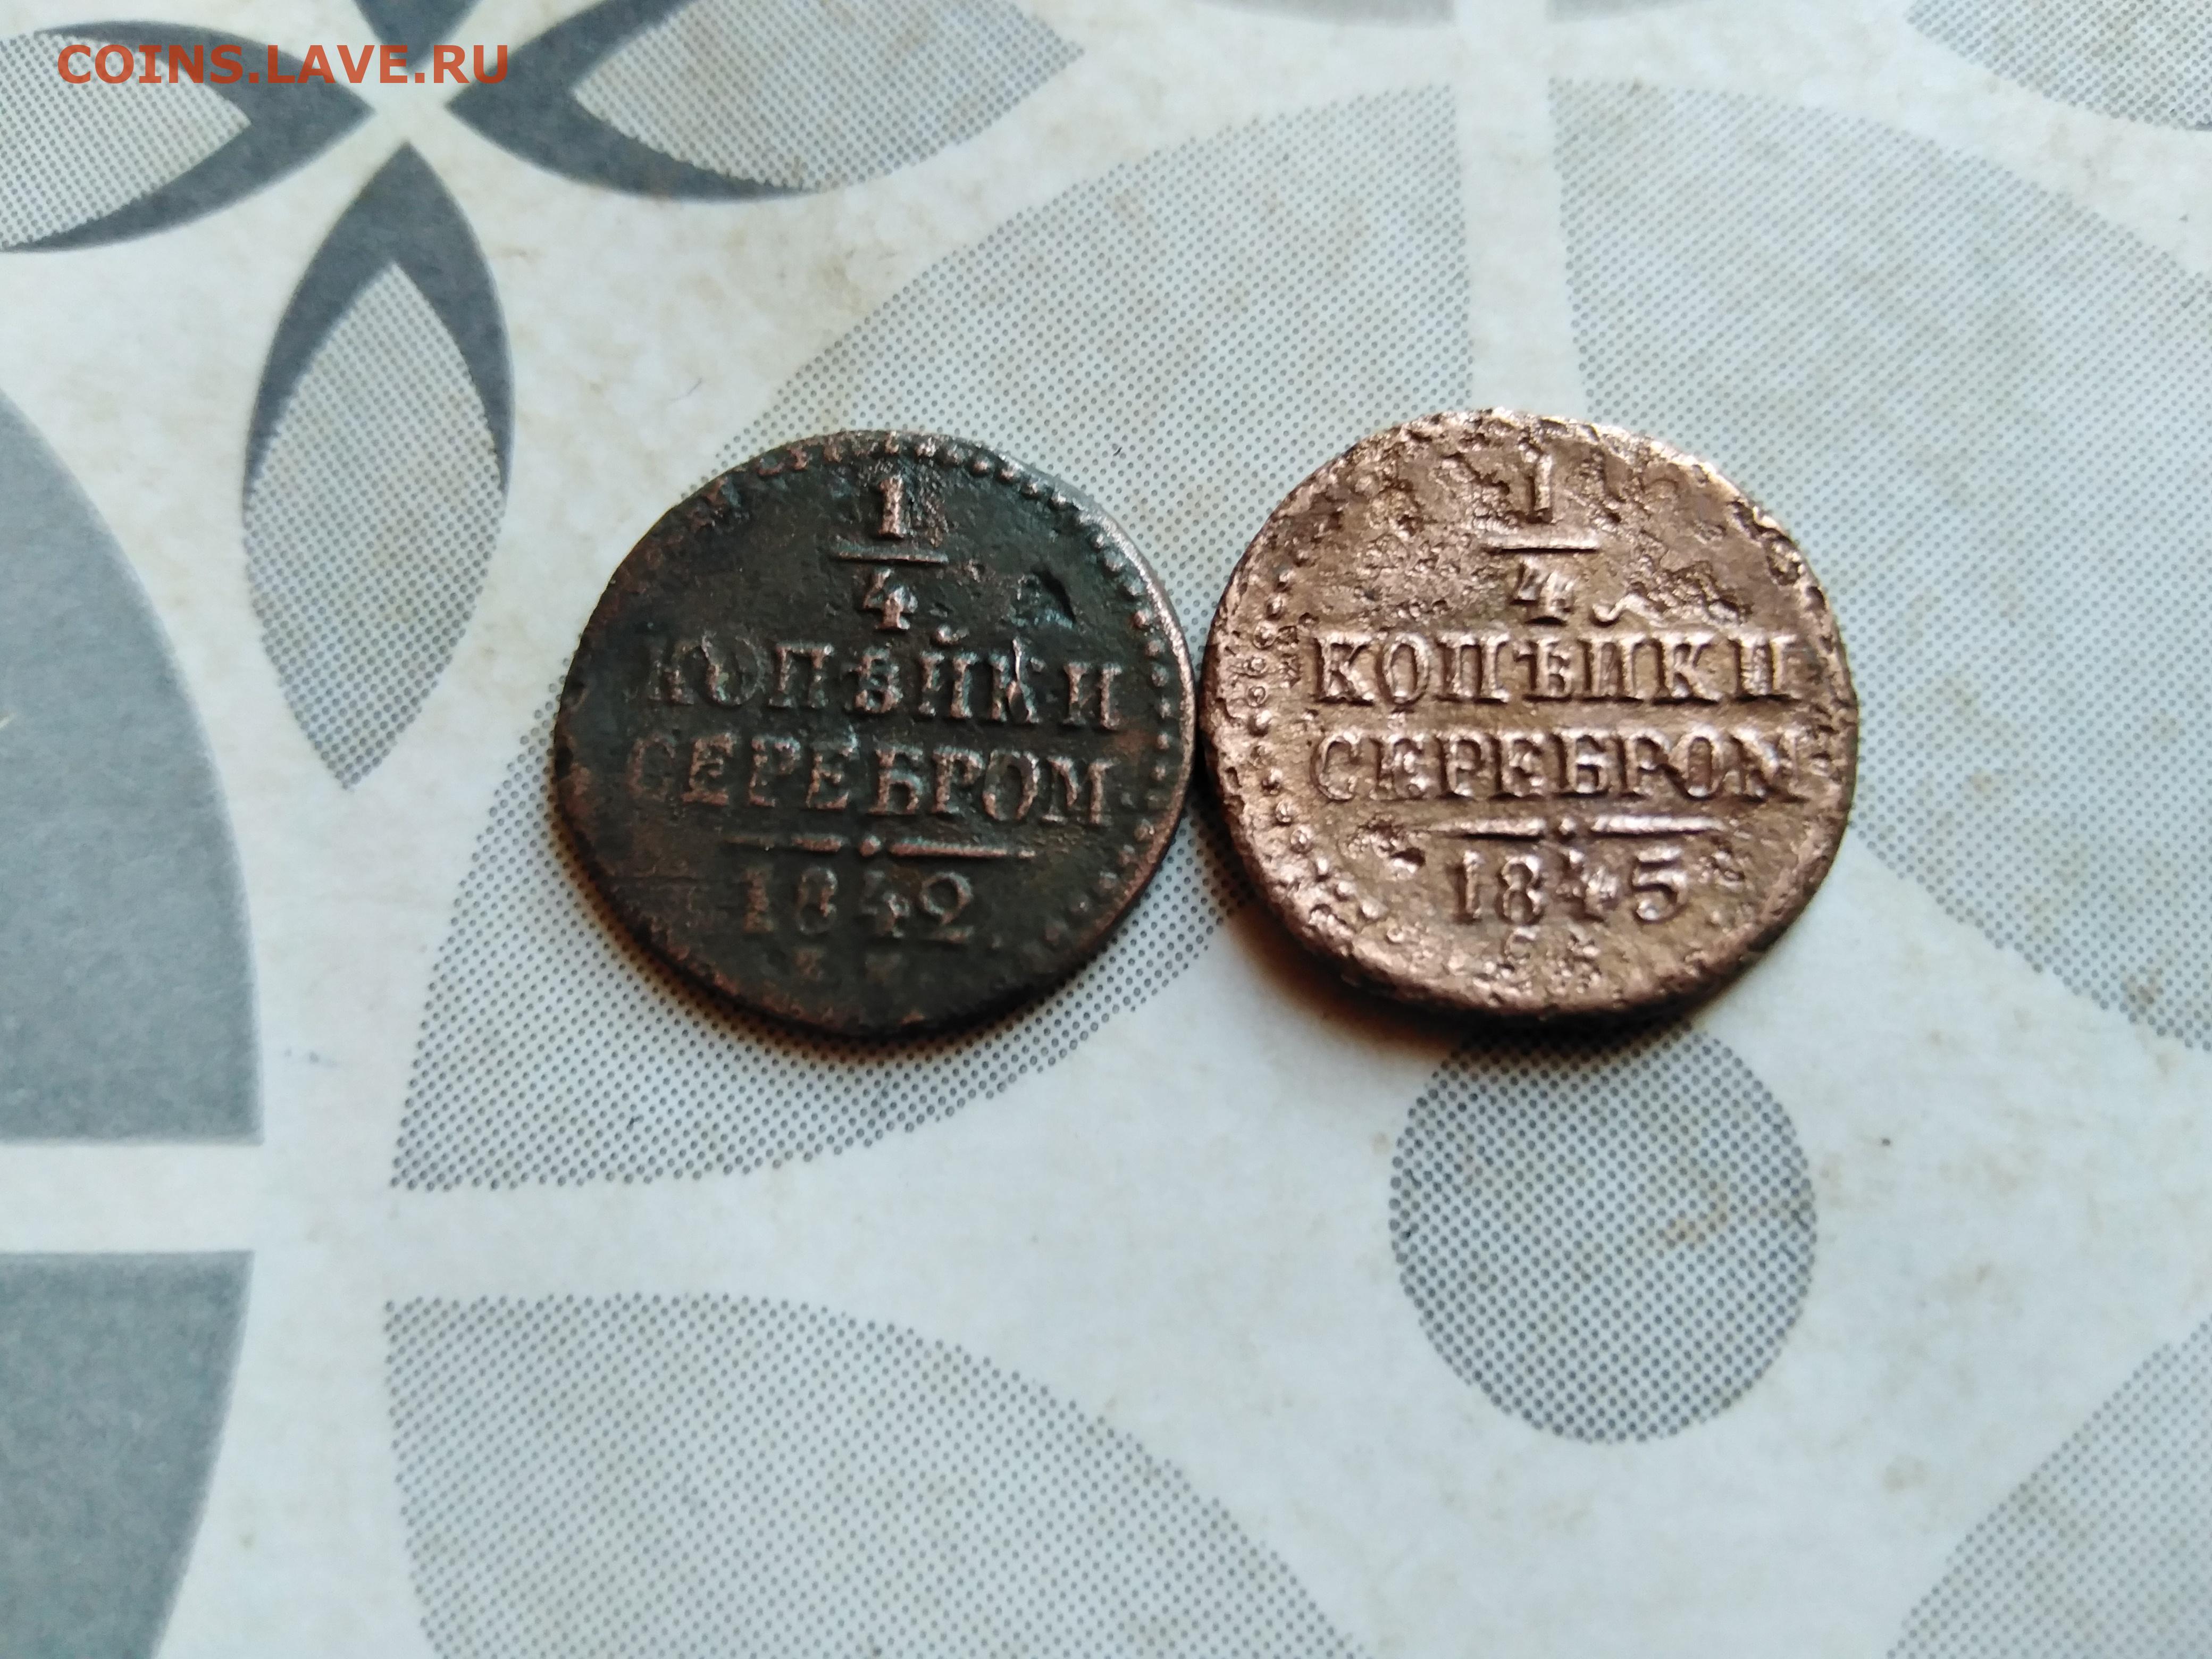 COINS.LAVE.RU
1
4
КОПѢЙКИ
СЕРЕБРОМ
1842
1
4
КОПѢЙКИ
СЕРЕБРОМ
1845